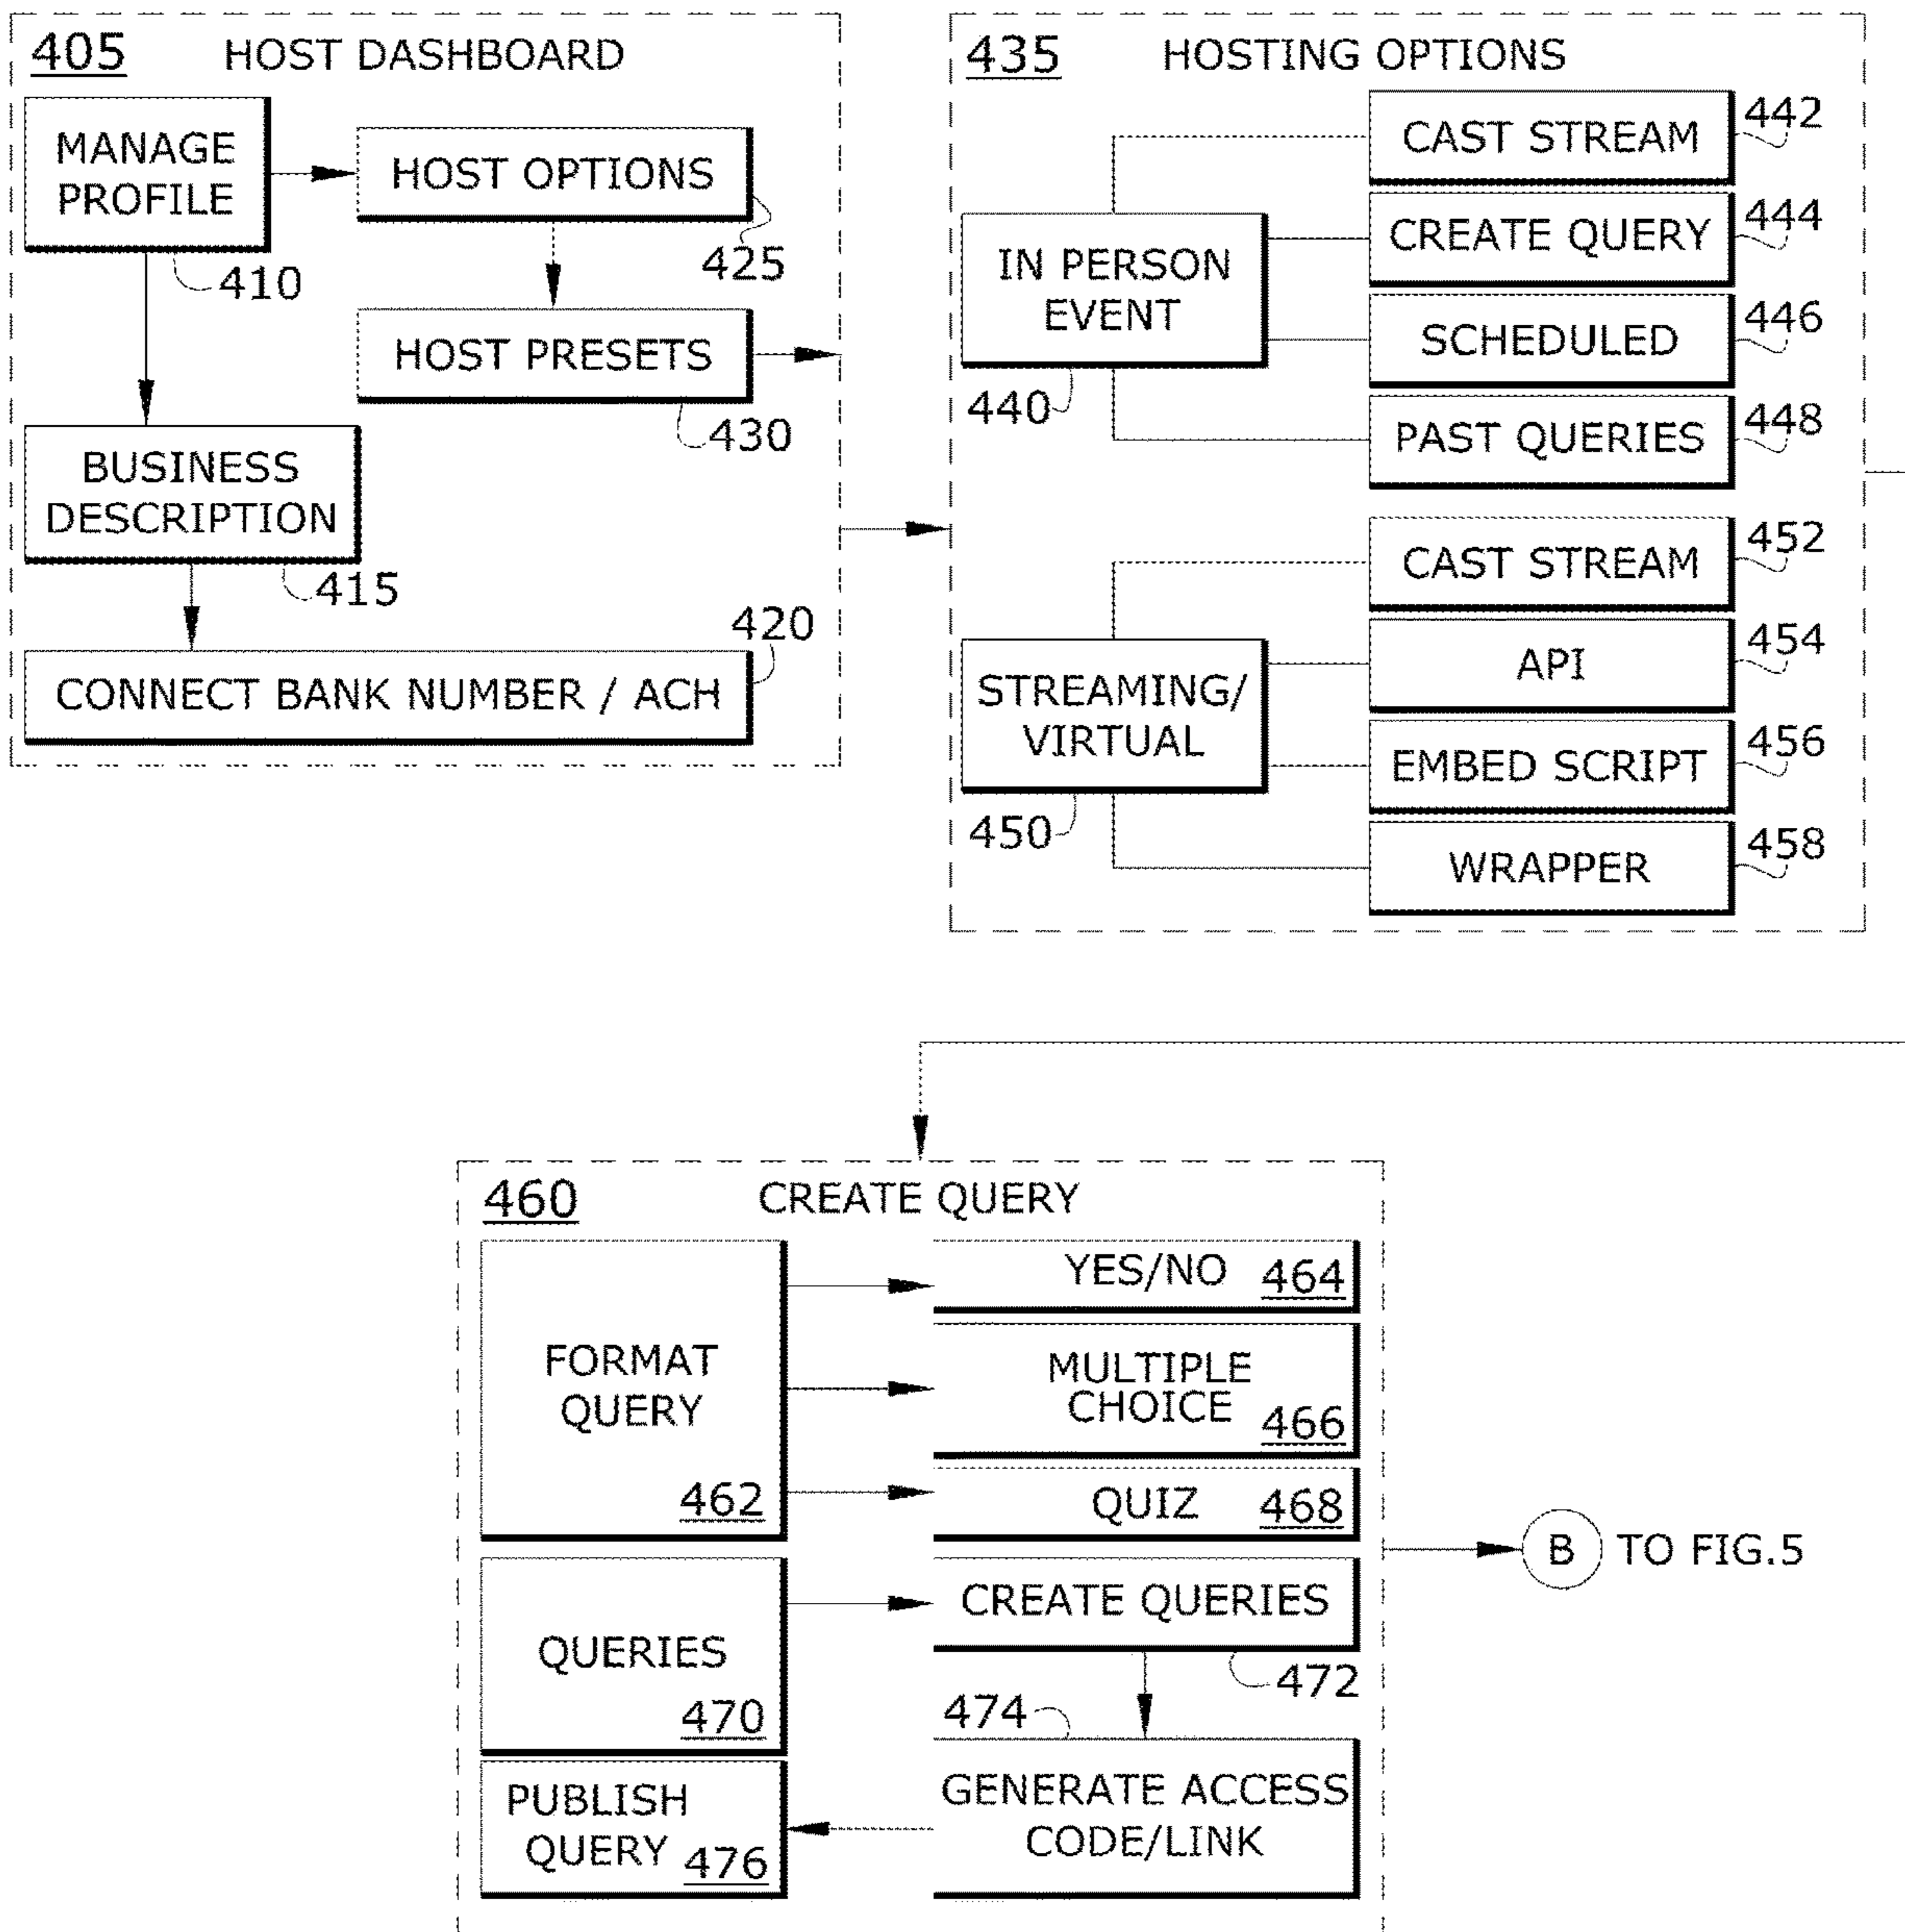 405 HOST DASHBOARD
MANAGE
PROFILE
410
HOST OPTIONS
425
HOST PRESETS
430
BUSINESS
DESCRIPTION
415
420
CONNECT BANK NUMBER / ACH
435 HOSTING OPTIONS
IN PERSON
EVENT
440
CAST STREAM
442
CREATE QUERY
444
SCHEDULED
446
PAST QUERIES
448
STREAMING/
VIRTUAL
450
CAST STREAM
452
API
454
EMBED SCRIPT
456
WRAPPER
458
460 CREATE QUERY
FORMAT
QUERY
462
YES/NO 464
MULTIPLE
CHOICE
466
QUIZ 468
QUERIES
470
CREATE QUERIES
472
474
GENERATE ACCESS
CODE/LINK
PUBLISH
QUERY
476
B TO FIG.5